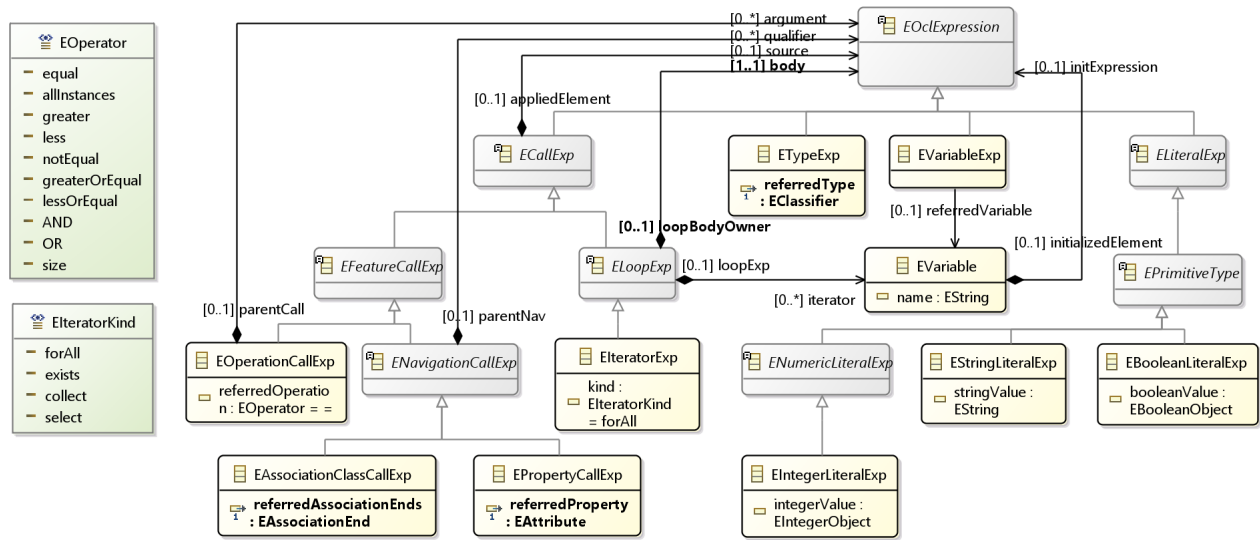 EOperator
equal
allInstances
greater
less
notEqual
greaterOrEqual
lessOrEqual
AND
OR
size
EIteratorKind
forAll
exists
collect
select
[0..*] argument
[0..*] qualifier
[0..1] source
[1..1] body
EOclExpression
[0..1] initExpression
[0..1] appliedElement
ECallExp
ETypeExp
referredType
: EClassifier
EVariableExp
ELiteralExp
[0..1] referredVariable
[0..1] loopBodyOwner
[0..1] initializedElement
EFeatureCallExp
ELoopExp
[0..1] loopExp
[0..*] iterator
EVariable
name : EString
EPrimitiveType
[0..1] parentCall
[0..1] parentNav
EOperationCallExp
referredOperatio
n : EOperator = =
ENavigationCallExp
EIteratorExp
kind :
EIteratorKind
= forAll
ENumericLiteralExp
EStringLiteralExp
stringValue :
EString
EBooleanLiteralExp
booleanValue :
EBooleanObject
EAssociationClassCallExp
referredAssociationEnds
: EAssociationEnd
EPropertyCallExp
referredProperty
: EAttribute
EIntegerLiteralExp
integerValue :
EIntegerObject